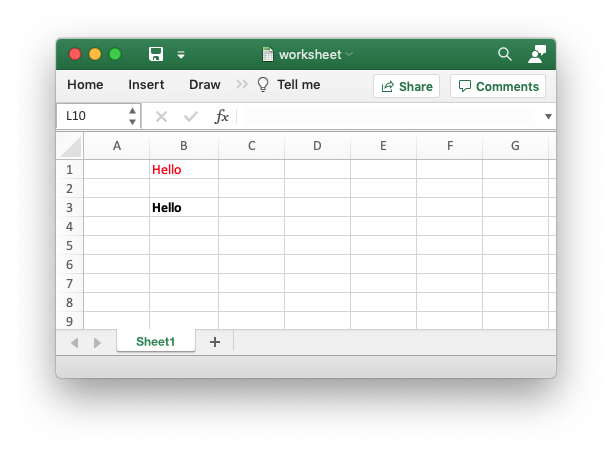 worksheet
Home Insert Draw Tell me Share Comments
L10 fx
A B C D E F G
1 Hello
2
3 Hello
4
5
6
7
8
9
Sheet1 +